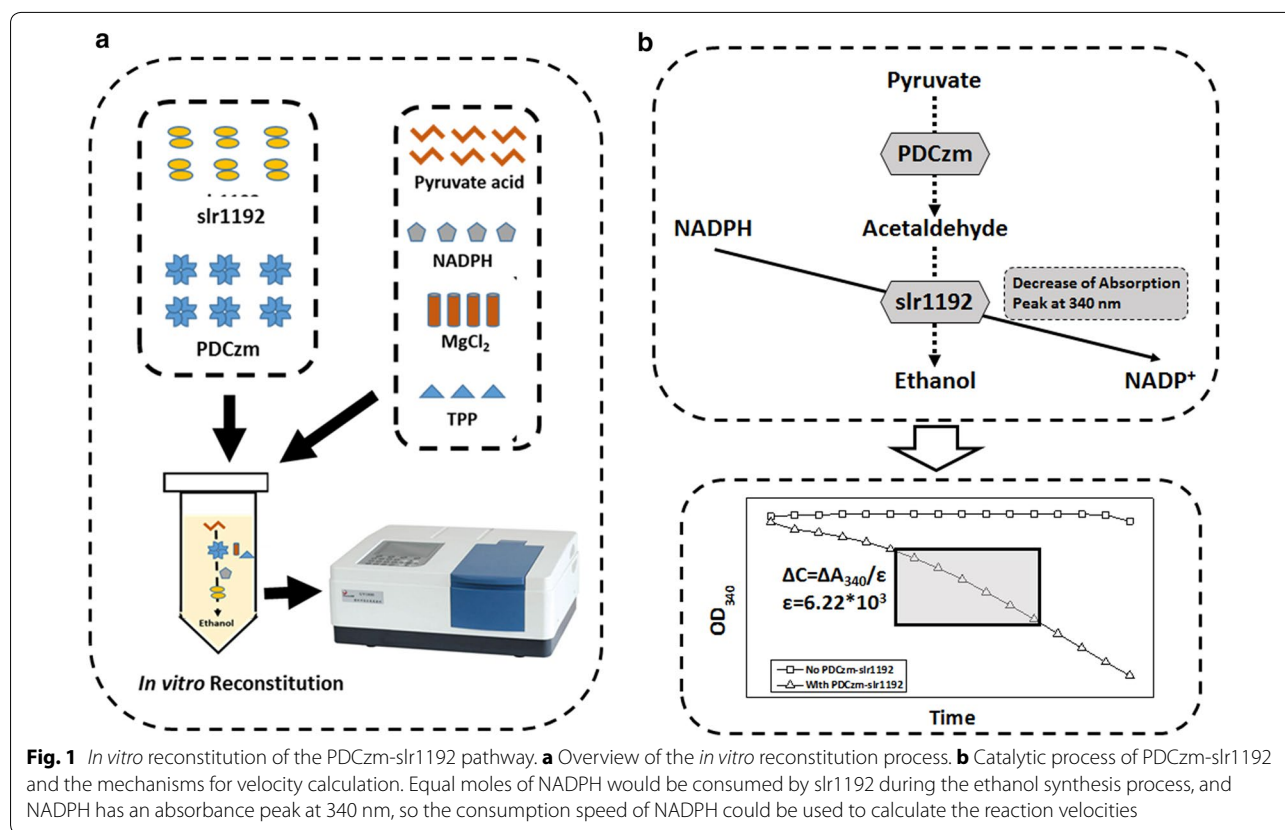 a
slr1192
PDCzm
Pyruvate acid
NADPH
MgCl₂
TPP
Ethanol
In vitro Reconstitution
b
Pyruvate
PDCzm
Acetaldehyde
NADPH
slr1192
Decrease of Absorption
Peak at 340 nm
Ethanol
NADP⁺
ΔC=ΔA₃₄₀/ε
ε=6.22*10³
OD₃₄₀
No PDCzm-slr1192
With PDCzm-slr1192
Time
Fig. 1 In vitro reconstitution of the PDCzm-slr1192 pathway. a Overview of the in vitro reconstitution process. b Catalytic process of PDCzm-slr1192
and the mechanisms for velocity calculation. Equal moles of NADPH would be consumed by slr1192 during the ethanol synthesis process, and
NADPH has an absorbance peak at 340 nm, so the consumption speed of NADPH could be used to calculate the reaction velocities